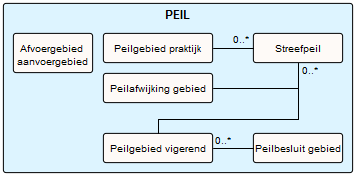 PEIL
Afvoergebied
aanvoergebied
Peilgebied praktijk
0..*
Streefpeil
0..*
Peilafwijking gebied
Peilgebied vigerend
0..*
Peilbesluit gebied